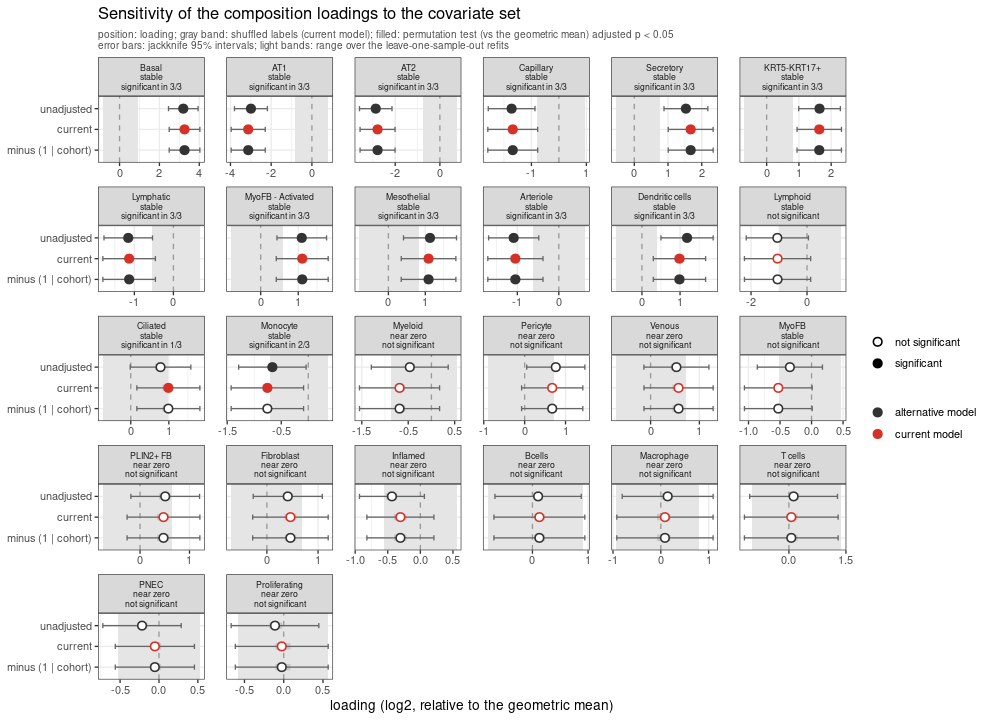 Sensitivity of the composition loadings to the covariate set
position: loading; gray band: shuffled labels (current model); filled: permutation test (vs the geometric mean) adjusted p < 0.05
error bars: jackknife 95% intervals; light bands: range over the leave-one-sample-out refits
Basal
stable
significant in 3/3
AT1
stable
significant in 3/3
AT2
stable
significant in 3/3
Capillary
stable
significant in 3/3
Secretory
stable
significant in 3/3
KRT5-KRT17+
stable
significant in 3/3
unadjusted
current
minus (1 | cohort)
0 2 4
-4 -2 0
-2 0
-1 1
0 1 2
0 1 2
Lymphatic
stable
significant in 3/3
MyoFB - Activated
stable
significant in 3/3
Mesothelial
stable
significant in 3/3
Arteriole
stable
significant in 3/3
Dendritic cells
stable
significant in 3/3
Lymphoid
stable
not significant
unadjusted
current
minus (1 | cohort)
-1 0
0 1
0 1
-1 0
0 1
-2 0
Ciliated
stable
significant in 1/3
Monocyte
stable
significant in 2/3
Myeloid
near zero
not significant
Pericyte
near zero
not significant
Venous
near zero
not significant
MyoFB
stable
not significant
unadjusted
current
minus (1 | cohort)
0 1
-1.5 -0.5
-1.5 -0.5 0.5
-1 0 1
0 1
-1.0 -0.5 0.0 0.5
PLIN2+ FB
near zero
not significant
Fibroblast
near zero
not significant
Inflamed
near zero
not significant
Bcells
near zero
not significant
Macrophage
near zero
not significant
T cells
near zero
not significant
unadjusted
current
minus (1 | cohort)
0 1
0 1
-1.0 -0.5 0.0 0.5
0 1
-1 0 1
0.0 1.5
PNEC
near zero
not significant
Proliferating
near zero
not significant
unadjusted
current
minus (1 | cohort)
-0.5 0.0 0.5
-0.5 0.0 0.5
loading (log2, relative to the geometric mean)
not significant
significant
alternative model
current model